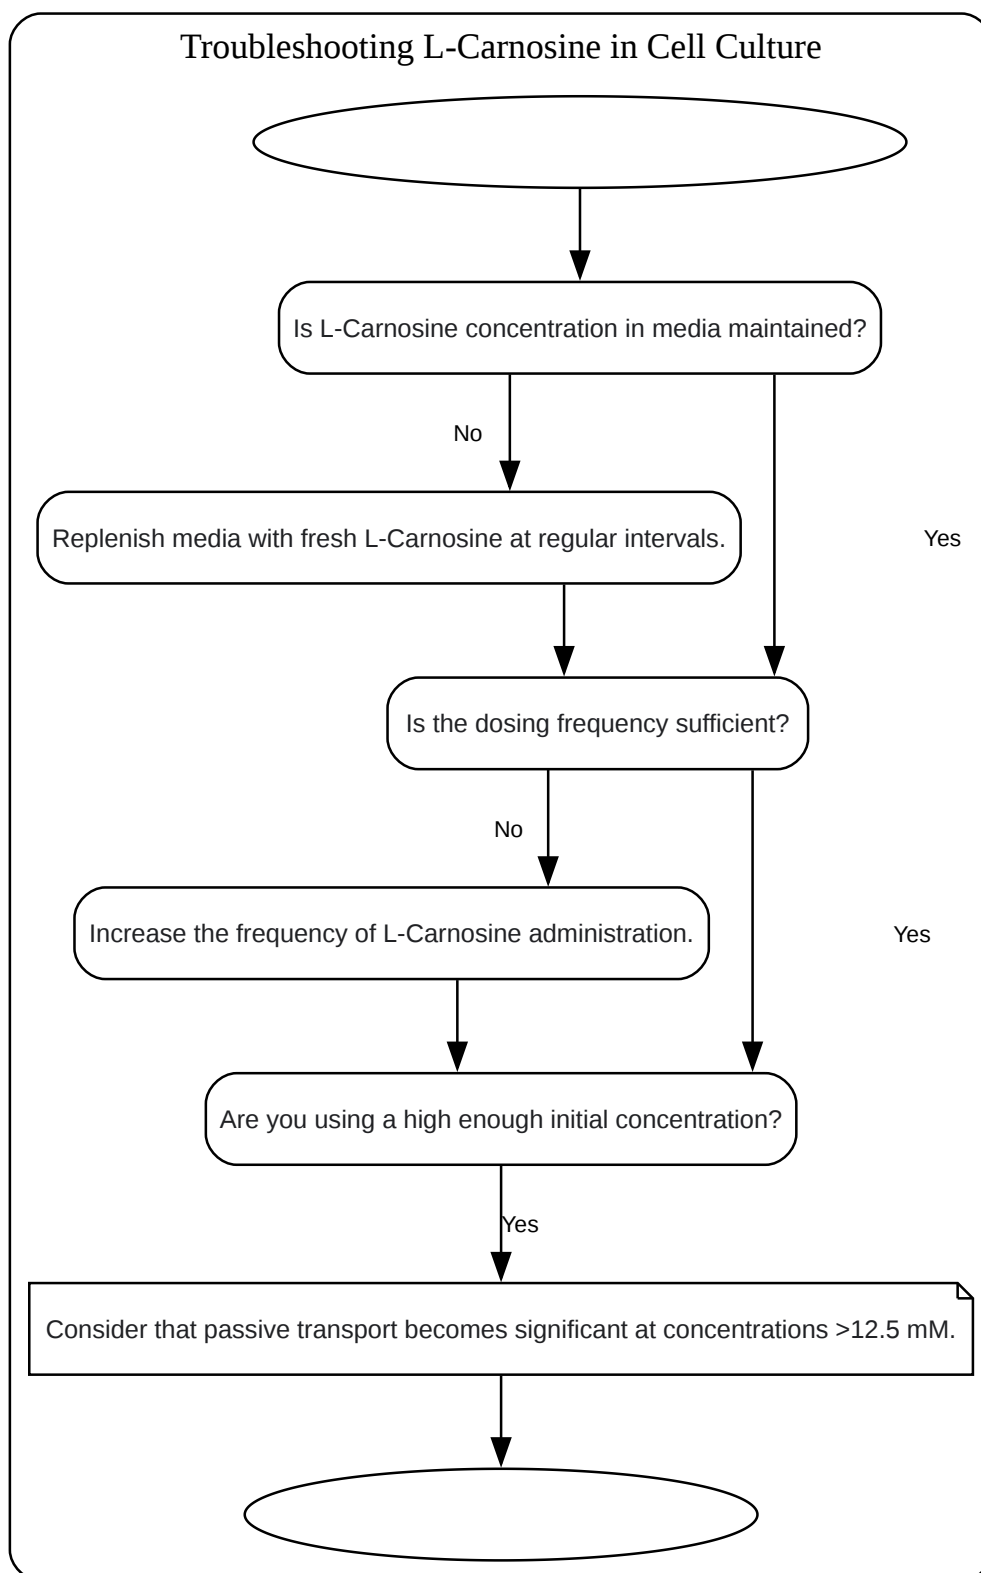 Troubleshooting L-Carnosine in Cell Culture
Is L-Carnosine concentration in media maintained?
No
Replenish media with fresh L-Carnosine at regular intervals.
Yes
Is the dosing frequency sufficient?
No
Increase the frequency of L-Carnosine administration.
Yes
Are you using a high enough initial concentration?
Yes
Consider that passive transport becomes significant at concentrations >12.5 mM.